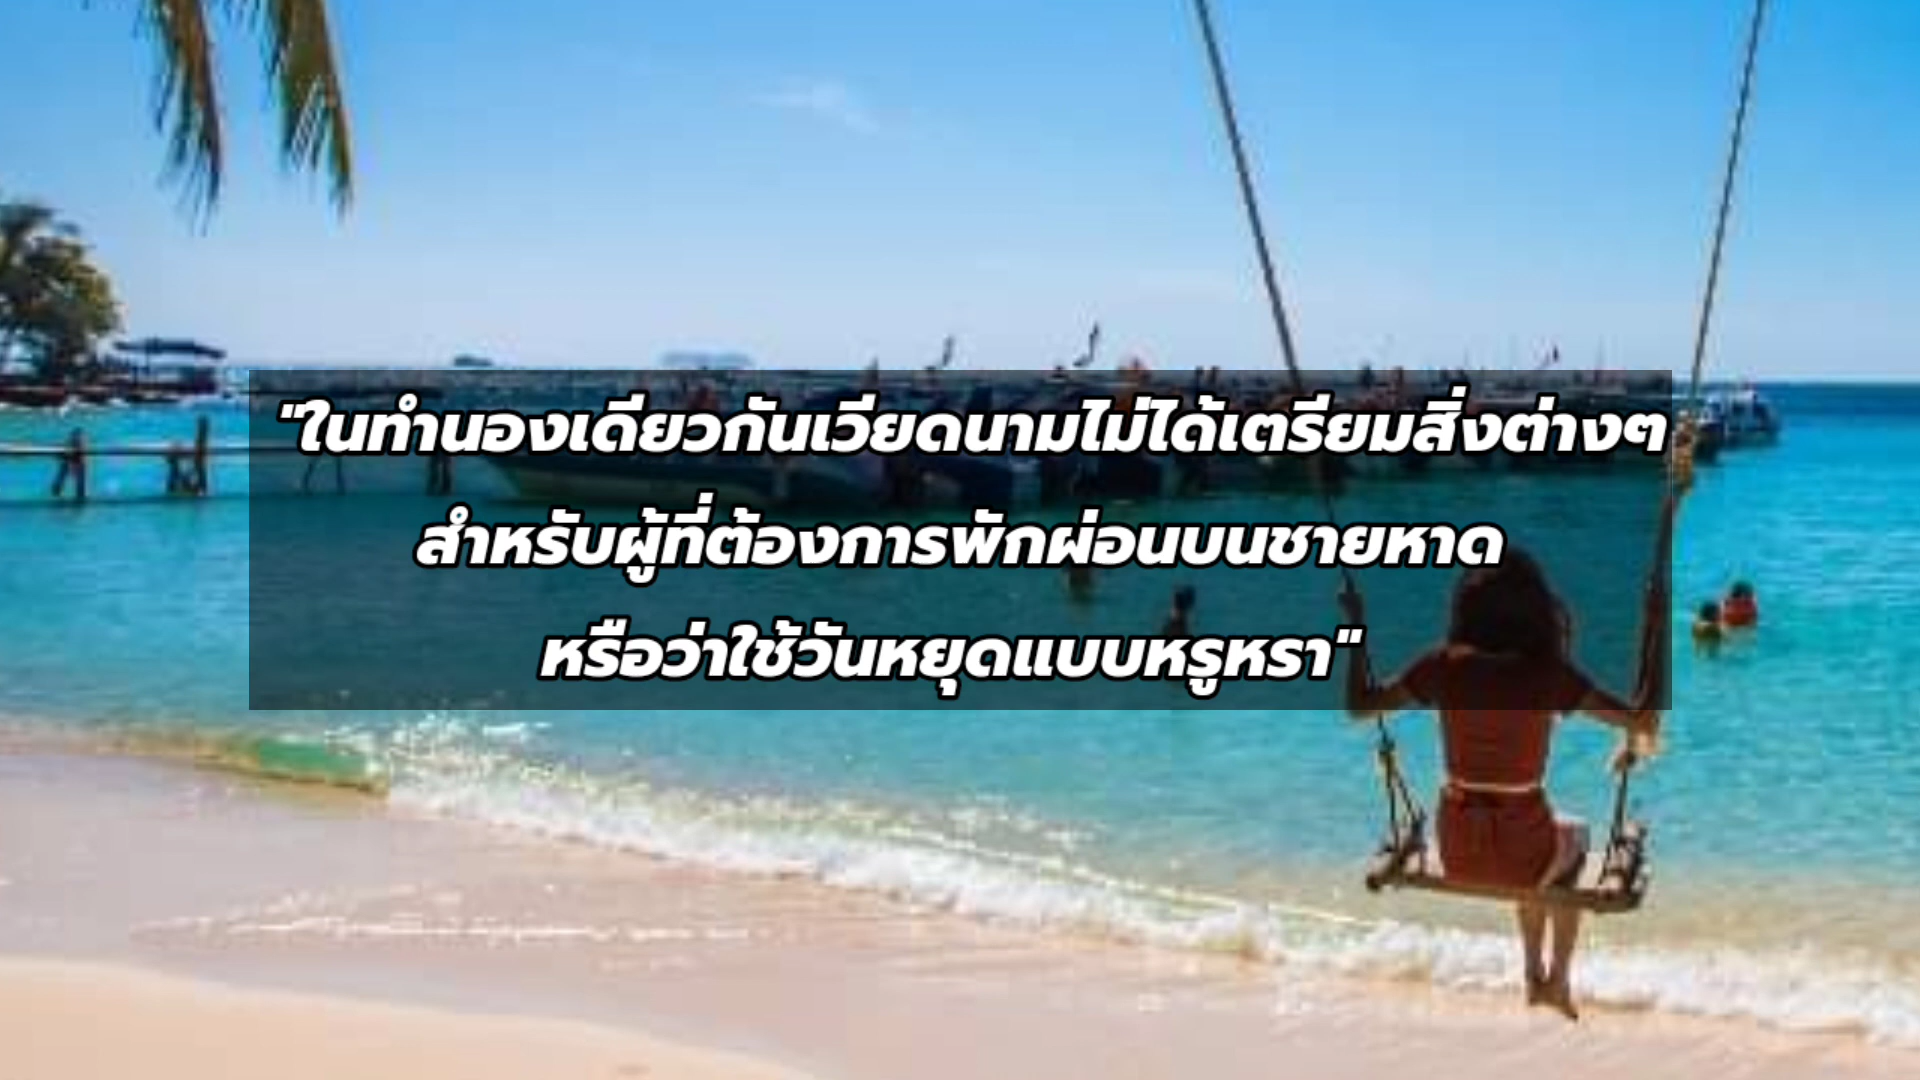 "ในทำนองเดียวกันเวียดนามไม่ได้เตรียมสิ่งต่างๆ
สำหรับผู้ที่ต้องการพักผ่อนบนชายหาด
หรือว่าใช้วันหยุดแบบหรูหรา"